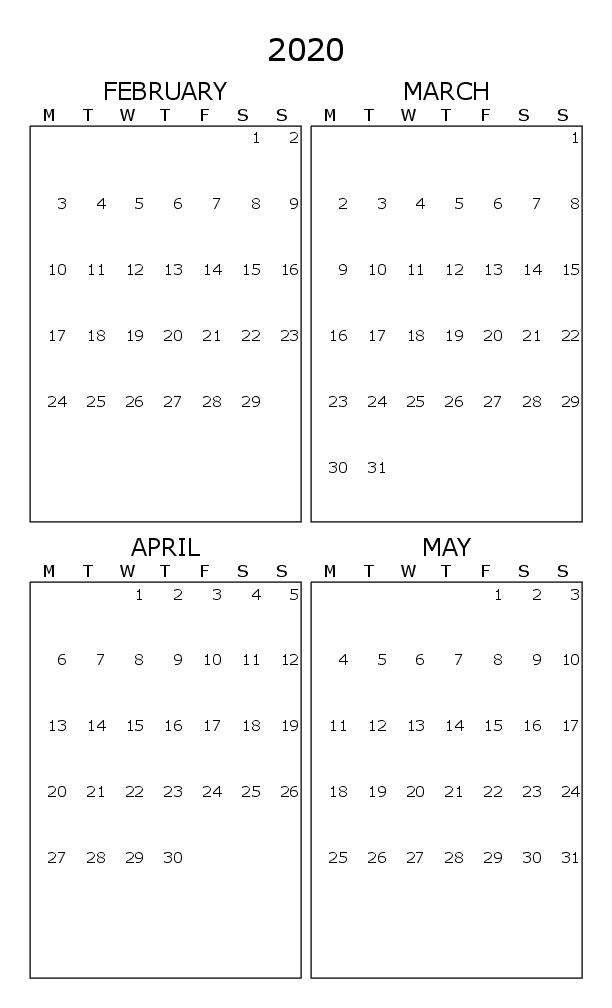 2020
FEBRUARY
M T W T F S S
1 2
3 4 5 6 7 8 9
10 11 12 13 14 15 16
17 18 19 20 21 22 23
24 25 26 27 28 29
MARCH
M T W T F S S
1
2 3 4 5 6 7 8
9 10 11 12 13 14 15
16 17 18 19 20 21 22
23 24 25 26 27 28 29
30 31
APRIL
M T W T F S S
1 2 3 4 5
6 7 8 9 10 11 12
13 14 15 16 17 18 19
20 21 22 23 24 25 26
27 28 29 30
MAY
M T W T F S S
1 2 3
4 5 6 7 8 9 10
11 12 13 14 15 16 17
18 19 20 21 22 23 24
25 26 27 28 29 30 31